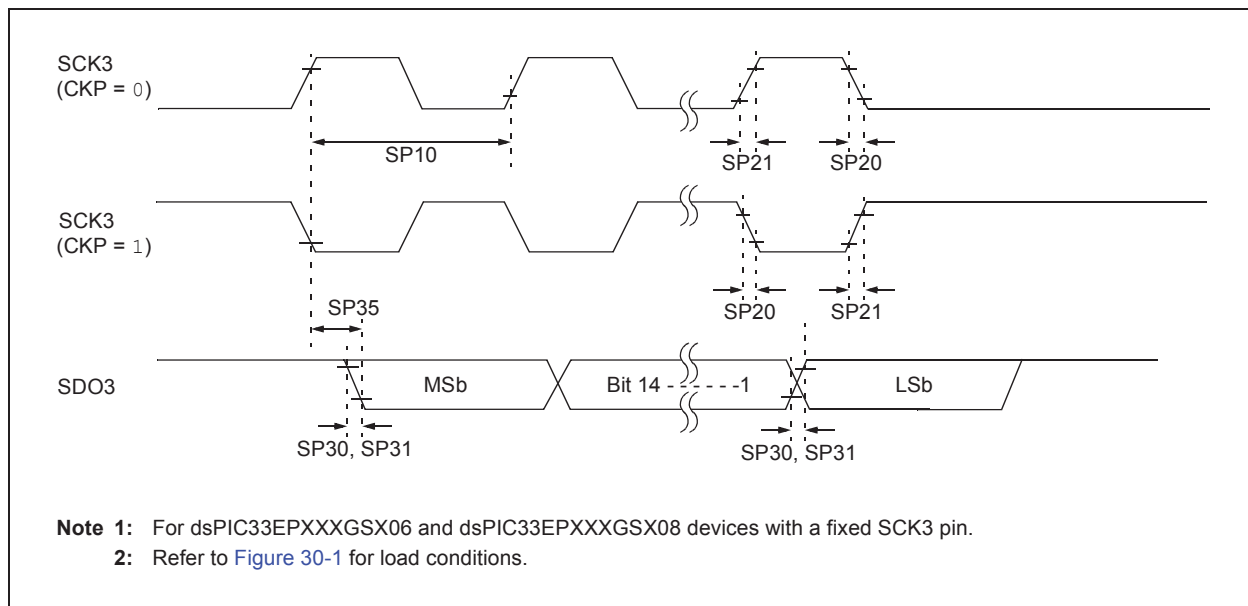 SCK3
(CKP = 0)
SP10
SP21
SP20
SCK3
(CKP = 1)
SP35
SP20
SP21
SDO3
MSb
Bit 14 - - - - - -1
LSb
SP30, SP31
SP30, SP31
Note 1: For dsPIC33EPXXXGSX06 and dsPIC33EPXXXGSX08 devices with a fixed SCK3 pin.
2: Refer to Figure 30-1 for load conditions.